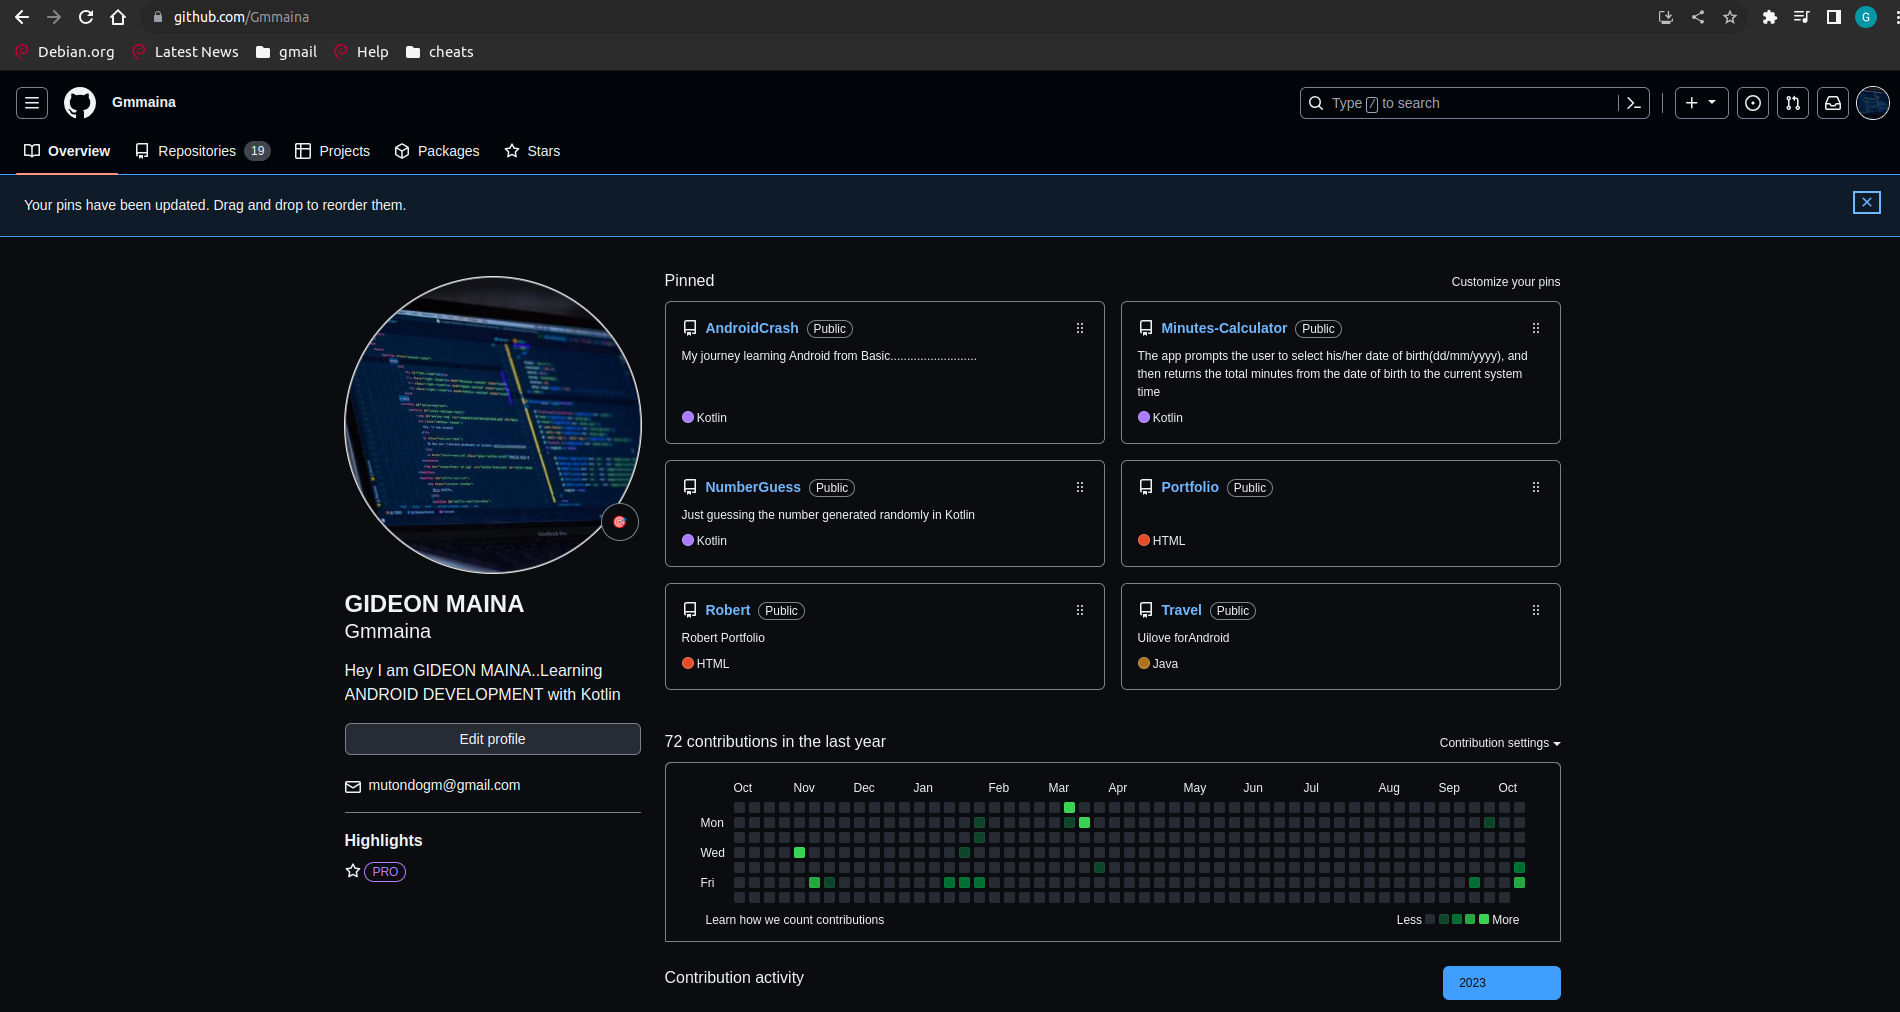 github.com/Gmmaina
G
Debian.org
Latest News
gmail
Help
cheats
Gmmaina
Type / to search
Overview
Repositories 19
Projects
Packages
Stars
Your pins have been updated. Drag and drop to reorder them.
GIDEON MAINA
Gmmaina
Hey I am GIDEON MAINA..Learning
ANDROID DEVELOPMENT with Kotlin
Edit profile
mutondogm@gmail.com
Highlights
PRO
Pinned
Customize your pins
AndroidCrash Public
My journey learning Android from Basic..........................
Kotlin
Minutes-Calculator Public
The app prompts the user to select his/her date of birth(dd/mm/yyyy), and
then returns the total minutes from the date of birth to the current system
time
Kotlin
NumberGuess Public
Just guessing the number generated randomly in Kotlin
Kotlin
Portfolio Public
HTML
Robert Public
Robert Portfolio
HTML
Travel Public
Uilove forAndroid
Java
72 contributions in the last year
Contribution settings
Oct Nov Dec Jan Feb Mar Apr May Jun Jul Aug Sep Oct
Mon
Wed
Fri
Learn how we count contributions
Less More
Contribution activity
2023